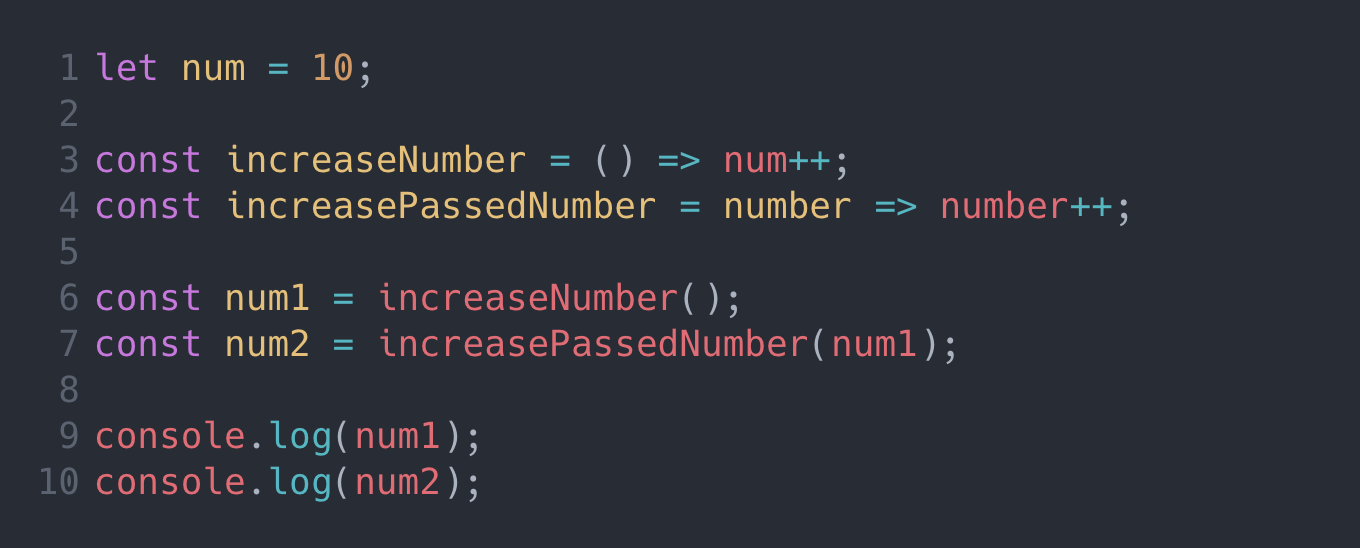 1 let num = 10;
2
3 const increaseNumber = () => num++;
4 const increasePassedNumber = number => number++;
5
6 const num1 = increaseNumber();
7 const num2 = increasePassedNumber(num1);
8
9 console.log(num1);
10 console.log(num2);